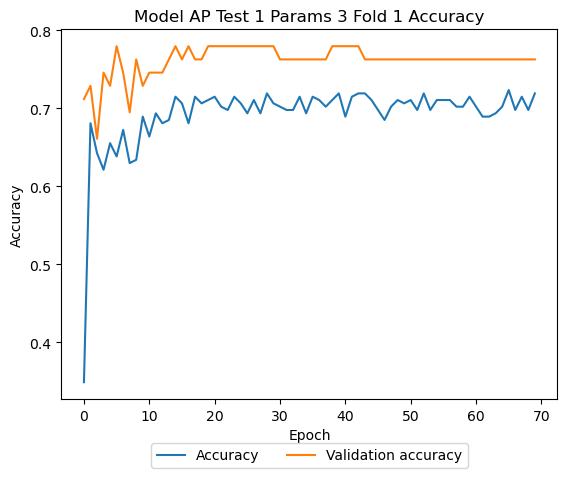 Model AP Test 1 Params 3 Fold 1 Accuracy
0.8
0.7
0.6
0.5
0.4
Accuracy
0 10 20 30 40 50 60 70
Epoch
Accuracy Validation accuracy